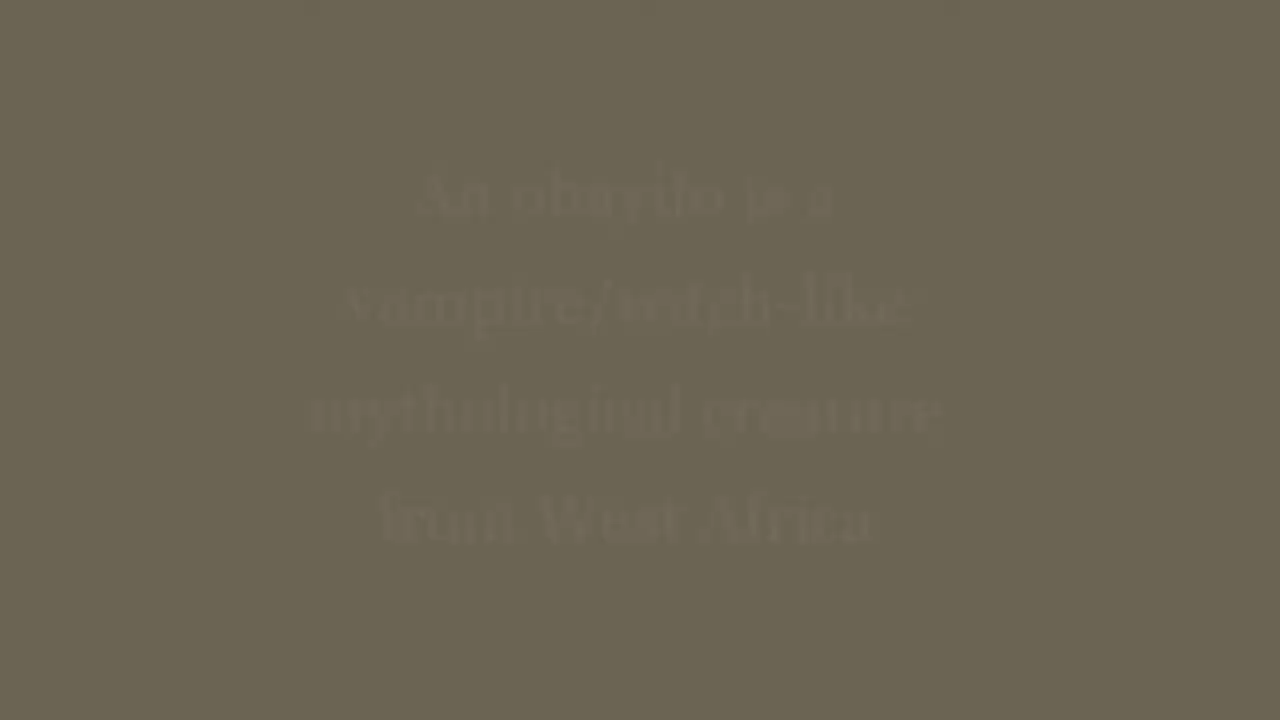 An obayifo is a
vampire/witch-like
mythological creature
from West Africa